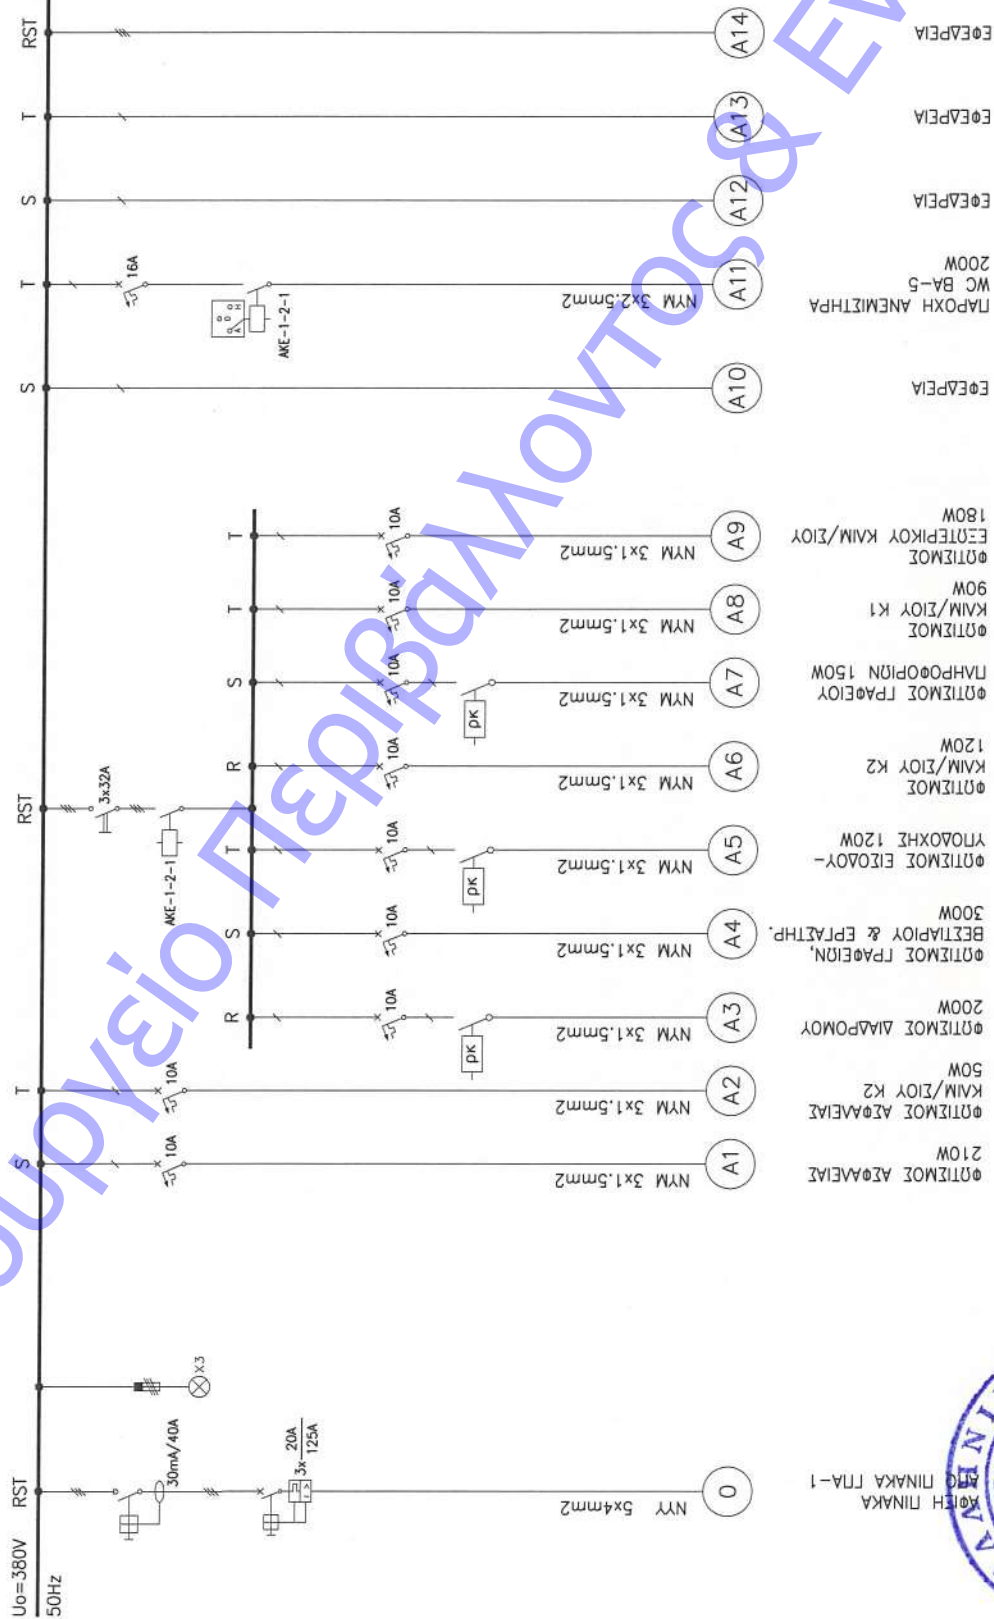 Uo=380V
50Hz
RST
30mA/40A
3x 20A
125A
NYY 5x4mm2
0
ΑΦΙΞΗ ΠΙΝΑΚΑ
ΑΠΟ ΠΙΝΑΚΑ ΓΠΑ-1
X3
S
10A
NYM 3x1.5mm2
A1
ΦΩΤΙΣΜΟΣ ΑΣΦΑΛΕΙΑΣ
210W
T
10A
NYM 3x1.5mm2
A2
ΦΩΤΙΣΜΟΣ ΑΣΦΑΛΕΙΑΣ
ΚΛΙΜ/ΣΙΟΥ Κ2
50W
RST
3x32A
AKE-1-2-1
R
10A
ρκ
NYM 3x1.5mm2
A3
ΦΩΤΙΣΜΟΣ ΔΙΑΔΡΟΜΟΥ
200W
S
10A
NYM 3x1.5mm2
A4
ΦΩΤΙΣΜΟΣ ΓΡΑΦΕΙΩΝ,
ΒΕΣΤΙΑΡΙΟΥ & ΕΡΓΑΣΤΗΡ.
300W
T
10A
ρκ
NYM 3x1.5mm2
A5
ΦΩΤΙΣΜΟΣ ΕΙΣΟΔΟΥ-
ΥΠΟΔΟΧΗΣ 120W
R
10A
NYM 3x1.5mm2
A6
ΦΩΤΙΣΜΟΣ
ΚΛΙΜ/ΣΙΟΥ Κ2
120W
S
10A
ρκ
NYM 3x1.5mm2
A7
ΦΩΤΙΣΜΟΣ ΓΡΑΦΕΙΟΥ
ΠΛΗΡΟΦΟΡΙΩΝ 150W
T
10A
NYM 3x1.5mm2
A8
ΦΩΤΙΣΜΟΣ
ΚΛΙΜ/ΣΙΟΥ Κ1
90W
T
10A
NYM 3x1.5mm2
A9
ΦΩΤΙΣΜΟΣ
ΕΞΩΤΕΡΙΚΟΥ ΚΛΙΜ/ΣΙΟΥ
180W
S
A10
ΕΦΕΔΡΕΙΑ
T
16A
A 0 H
AKE-1-2-1
NYM 3x2.5mm2
A11
ΠΑΡΟΧΗ ΑΝΕΜΙΣΤΗΡΑ
WC ΒΑ-5
200W
S
A12
ΕΦΕΔΡΕΙΑ
T
A13
ΕΦΕΔΡΕΙΑ
RST
A14
ΕΦΕΔΡΕΙΑ
Περιβάλλοντος &